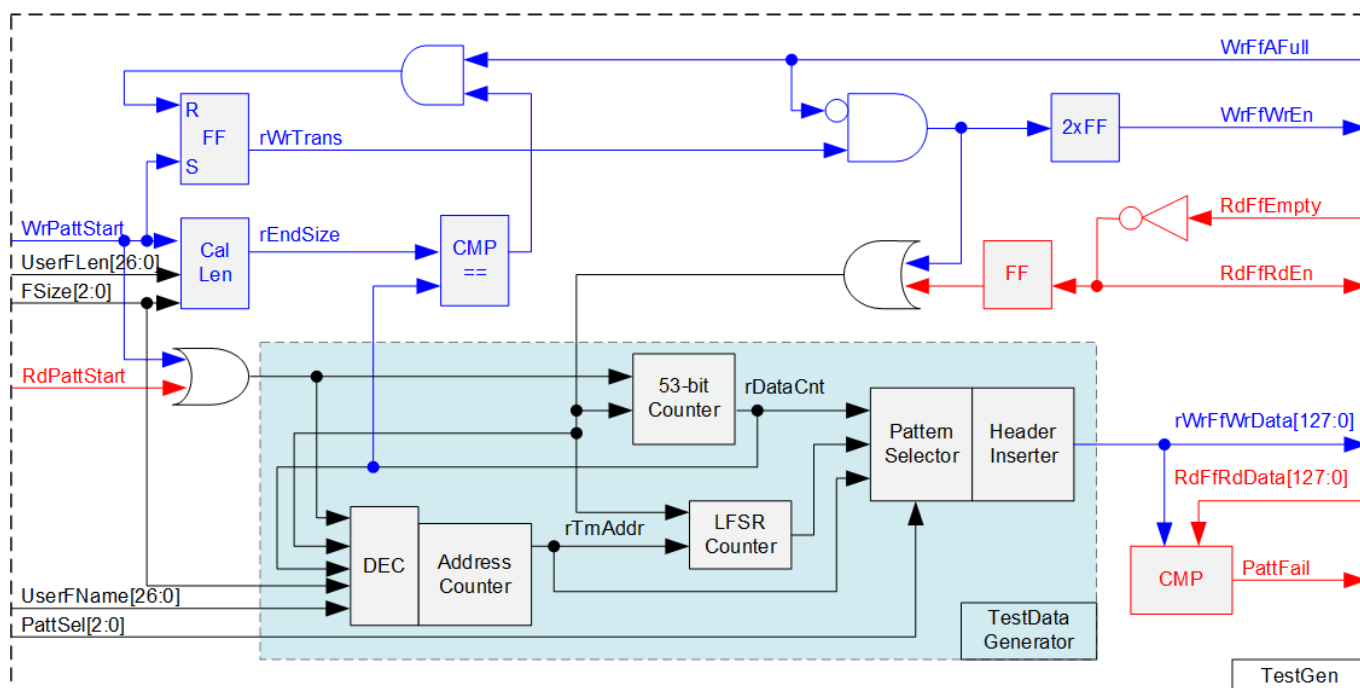 WrFfAFull
R
FF
S
rWrTrans
2xFF
WrFfWrEn
WrPattStart
UserFLen[26:0]
FSize[2:0]
Cal
Len
rEndSize
CMP
==
RdFfEmpty
FF
RdFfRdEn
RdPattStart
53-bit
Counter
rDataCnt
Pattern
Selector
Header
Inserter
rWrFfWrData[127:0]
RdFfRdData[127:0]
DEC
Address
Counter
rTrnAddr
LFSR
Counter
CMP
PattFail
UserFName[26:0]
PattSel[2:0]
TestData
Generator
TestGen